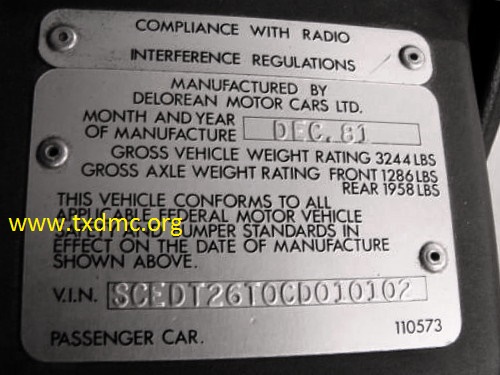 COMPLIANCE WITH RADIO
INTERFERENCE REGULATIONS
MANUFACTURED BY
DELOREAN MOTOR CARS LTD.
MONTH AND YEAR
OF MANUFACTURE DEC. 81
GROSS VEHICLE WEIGHT RATING 3244 LBS
GROSS AXLE WEIGHT RATING FRONT 1286 LBS
REAR 1958 LBS
THIS VEHICLE CONFORMS TO ALL
FEDERAL MOTOR VEHICLE
www.txdmc.org
STANDARDS IN
EFFECT ON THE DATE OF MANUFACTURE
SHOWN ABOVE.
V.I.N. SCEDT26T0CD010102
PASSENGER CAR. 110573